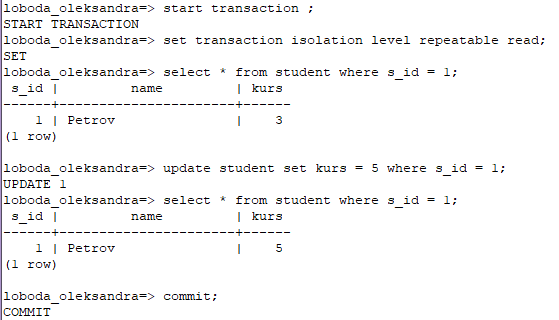 loboda_oleksandra=> start transaction ;
START TRANSACTION
loboda_oleksandra=> set transaction isolation level repeatable read;
SET
loboda_oleksandra=> select * from student where s_id = 1;
 s_id |         name         | kurs
------+----------------------+------
    1 | Petrov               |    3
(1 row)

loboda_oleksandra=> update student set kurs = 5 where s_id = 1;
UPDATE 1
loboda_oleksandra=> select * from student where s_id = 1;
 s_id |         name         | kurs
------+----------------------+------
    1 | Petrov               |    5
(1 row)

loboda_oleksandra=> commit;
COMMIT